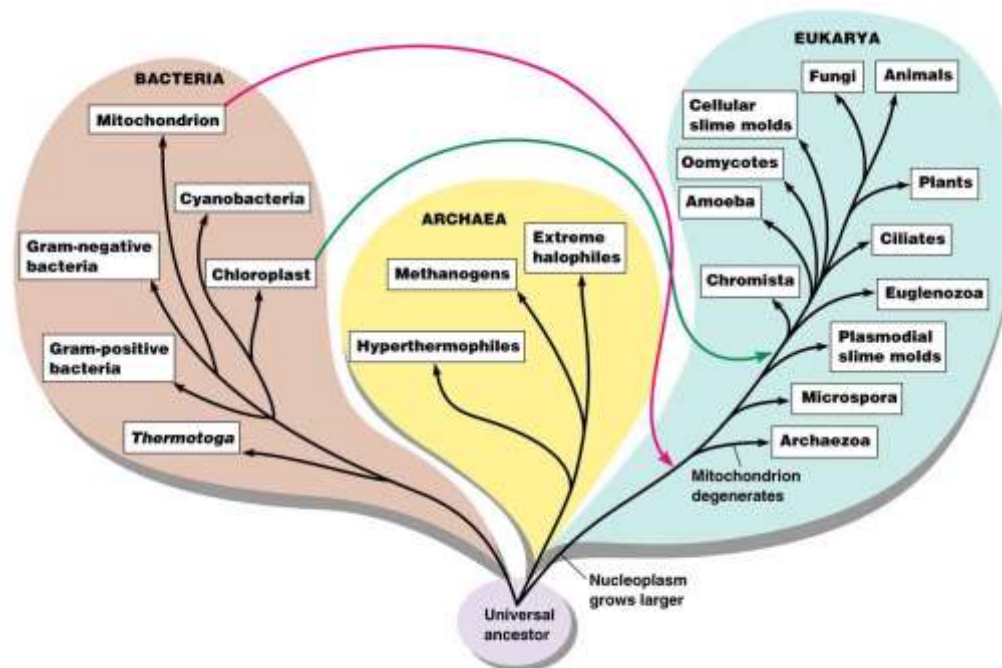 BACTERIA
Mitochondrion
Cyanobacteria
Gram-negative
bacteria
Chloroplast
Gram-positive
bacteria
Thermotoga
ARCHAEA
Extreme
halophiles
Methanogens
Hyperthermophiles
EUKARYA
Fungi
Animals
Cellular
slime molds
Oomycotes
Plants
Amoeba
Ciliates
Chromista
Euglenozoa
Plasmodial
slime molds
Microspora
Archaezoa
Mitochondrion
degenerates
Nucleoplasm
grows larger
Universal
ancestor